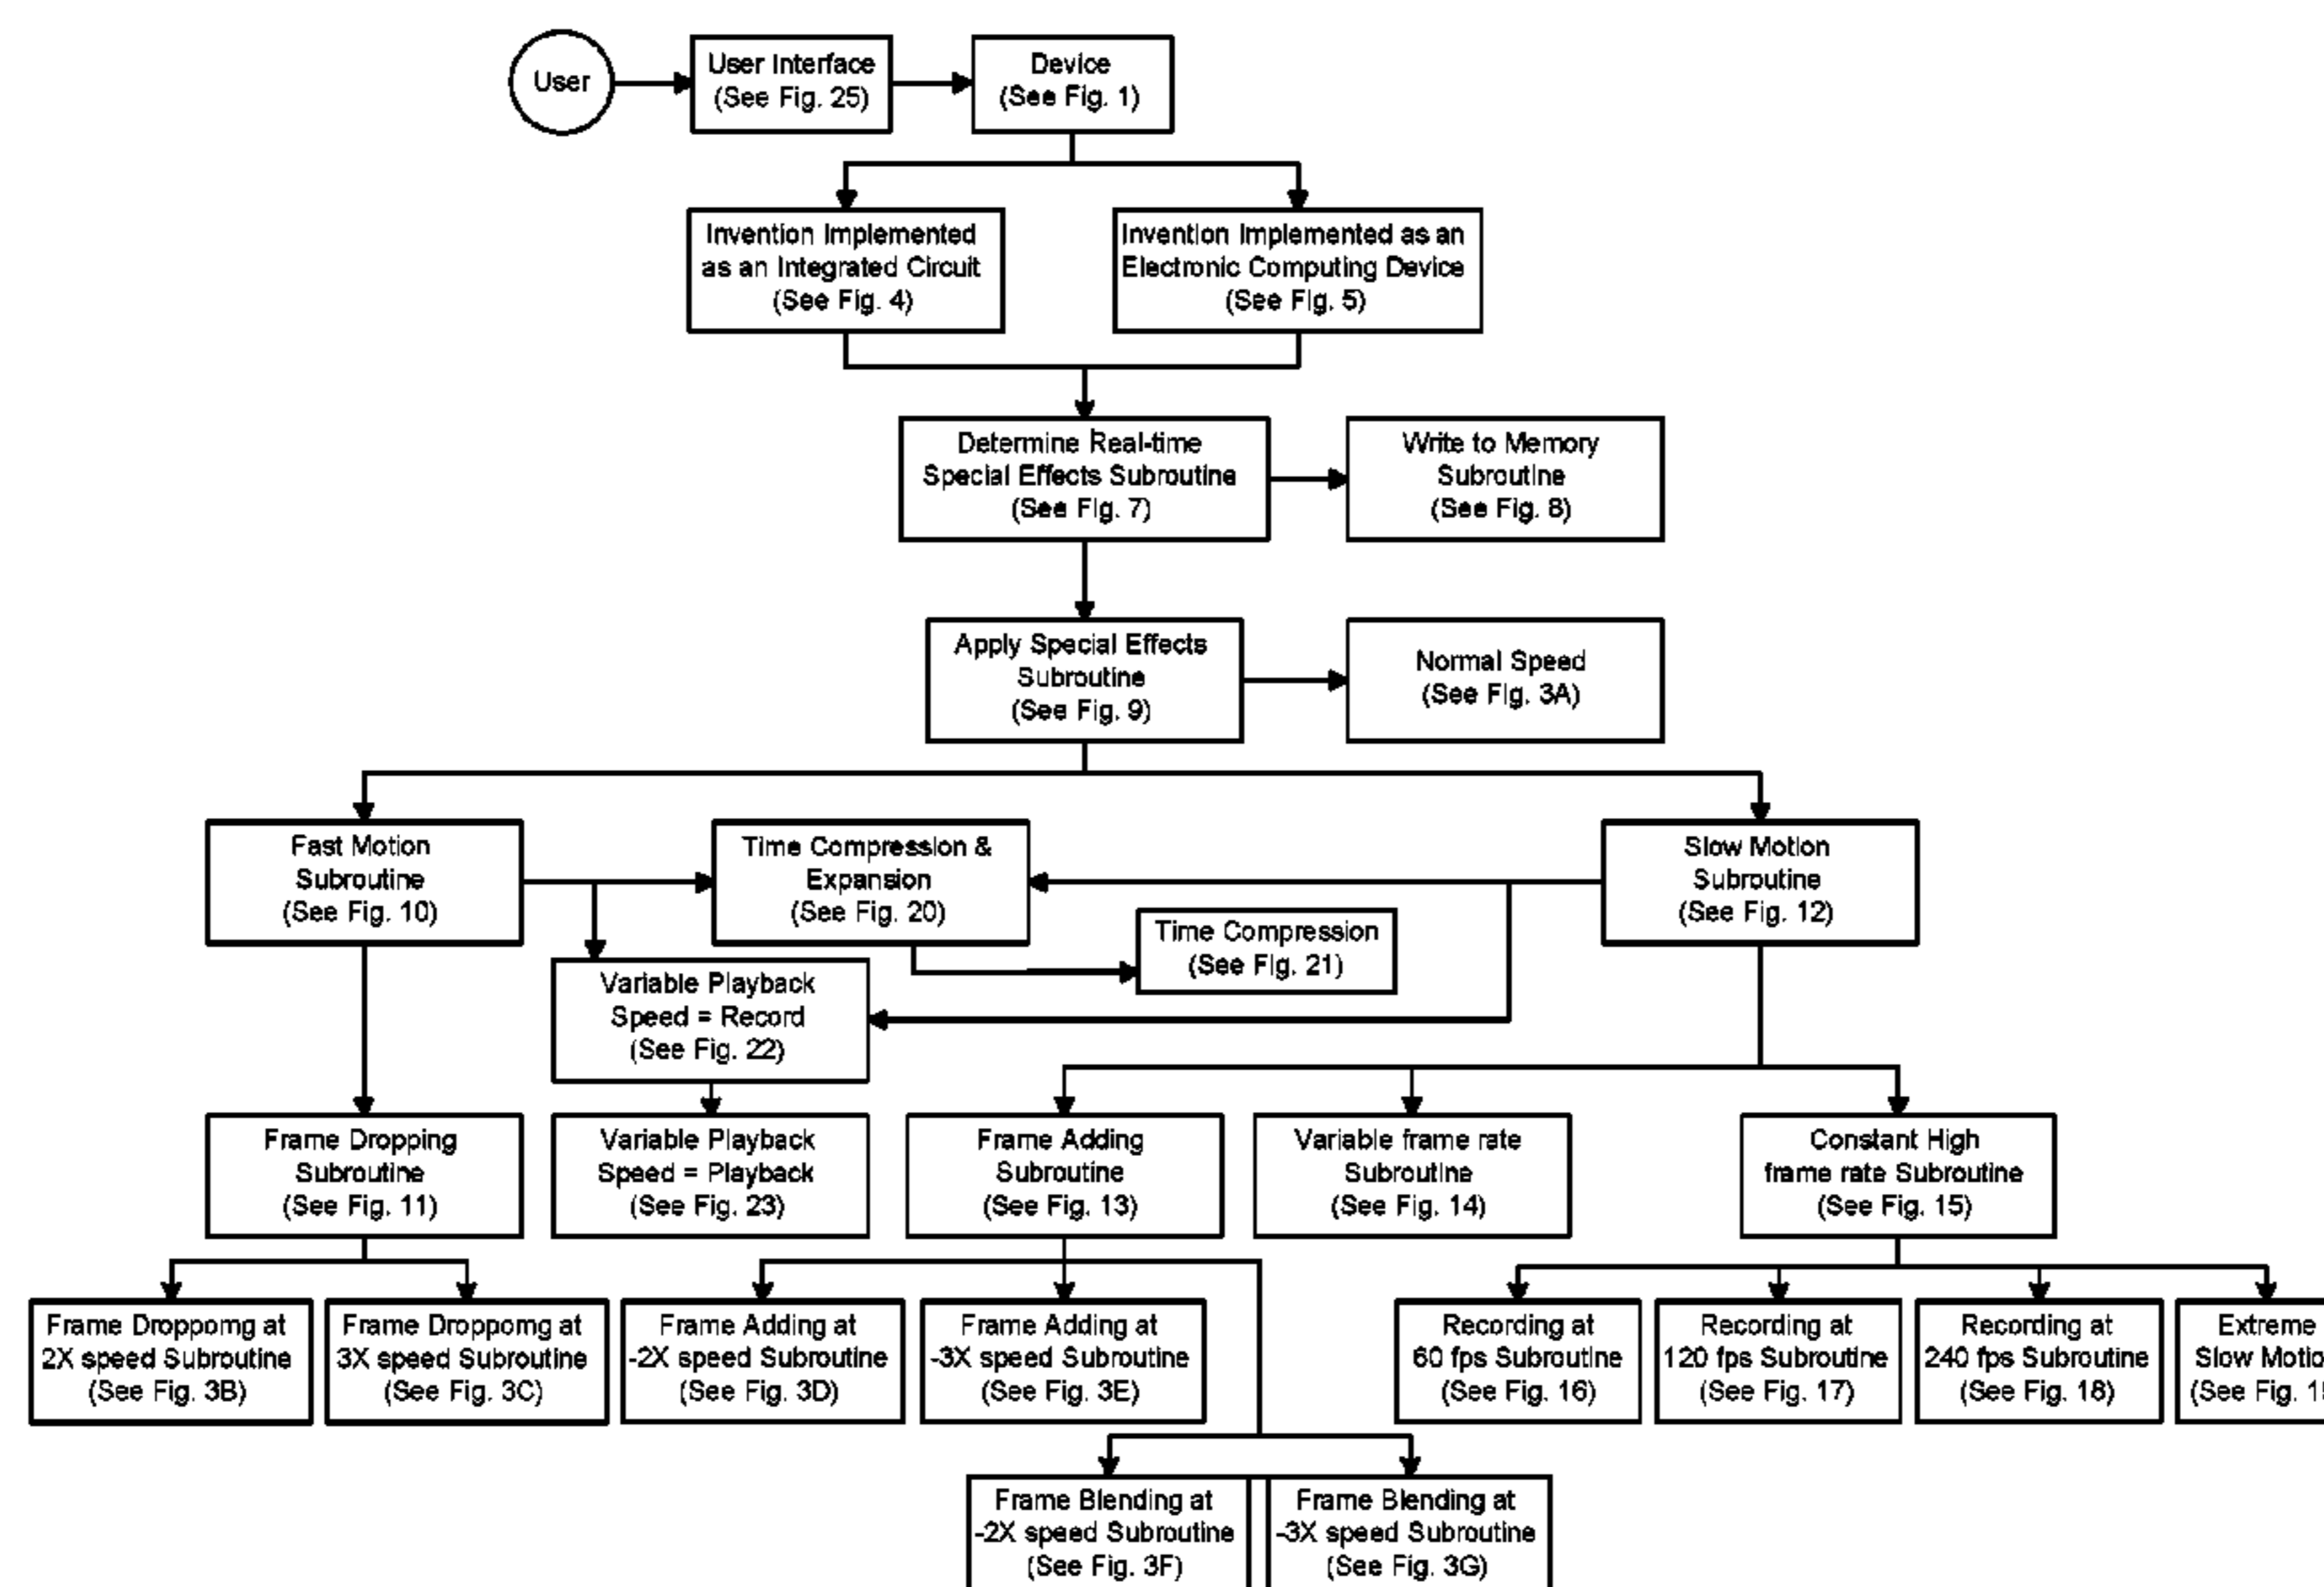 User
User Interface
(See Fig. 25)
Device
(See Fig. 1)
Invention Implemented
as an Integrated Circuit
(See Fig. 4)
Invention Implemented as an
Electronic Computing Device
(See Fig. 5)
Determine Real-time
Special Effects Subroutine
(See Fig. 7)
Write to Memory
Subroutine
(See Fig. 8)
Apply Special Effects
Subroutine
(See Fig. 9)
Normal Speed
(See Fig. 3A)
Fast Motion
Subroutine
(See Fig. 10)
Time Compression &
Expansion
(See Fig. 20)
Slow Motion
Subroutine
(See Fig. 12)
Time Compression
(See Fig. 21)
Variable Playback
Speed = Record
(See Fig. 22)
Frame Dropping
Subroutine
(See Fig. 11)
Variable Playback
Speed = Playback
(See Fig. 23)
Frame Adding
Subroutine
(See Fig. 13)
Variable frame rate
Subroutine
(See Fig. 14)
Constant High
frame rate Subroutine
(See Fig. 15)
Frame Droppomg at
2X speed Subroutine
(See Fig. 3B)
Frame Droppomg at
3X speed Subroutine
(See Fig. 3C)
Frame Adding at
-2X speed Subroutine
(See Fig. 3D)
Frame Adding at
-3X speed Subroutine
(See Fig. 3E)
Recording at
60 fps Subroutine
(See Fig. 16)
Recording at
120 fps Subroutine
(See Fig. 17)
Recording at
240 fps Subroutine
(See Fig. 18)
Extreme
Slow
(See Fig.
Frame Blending at
-2X speed Subroutine
(See Fig. 3F)
Frame Blending at
-3X speed Subroutine
(See Fig. 3G)